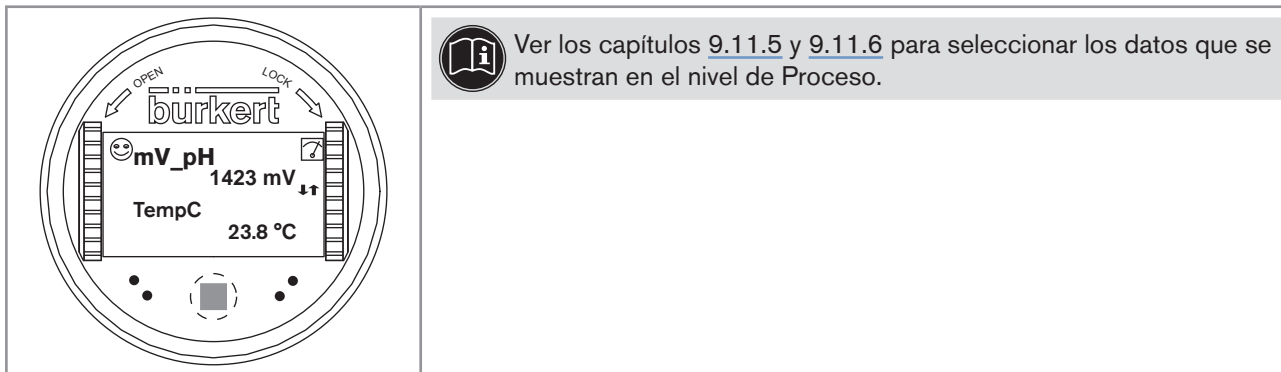 OPEN
LOCK
bürkert
mV_pH
1423 mV
TempC
23.8 °C
i
Ver los capítulos 9.11.5 y 9.11.6 para seleccionar los datos que se
muestran en el nivel de Proceso.